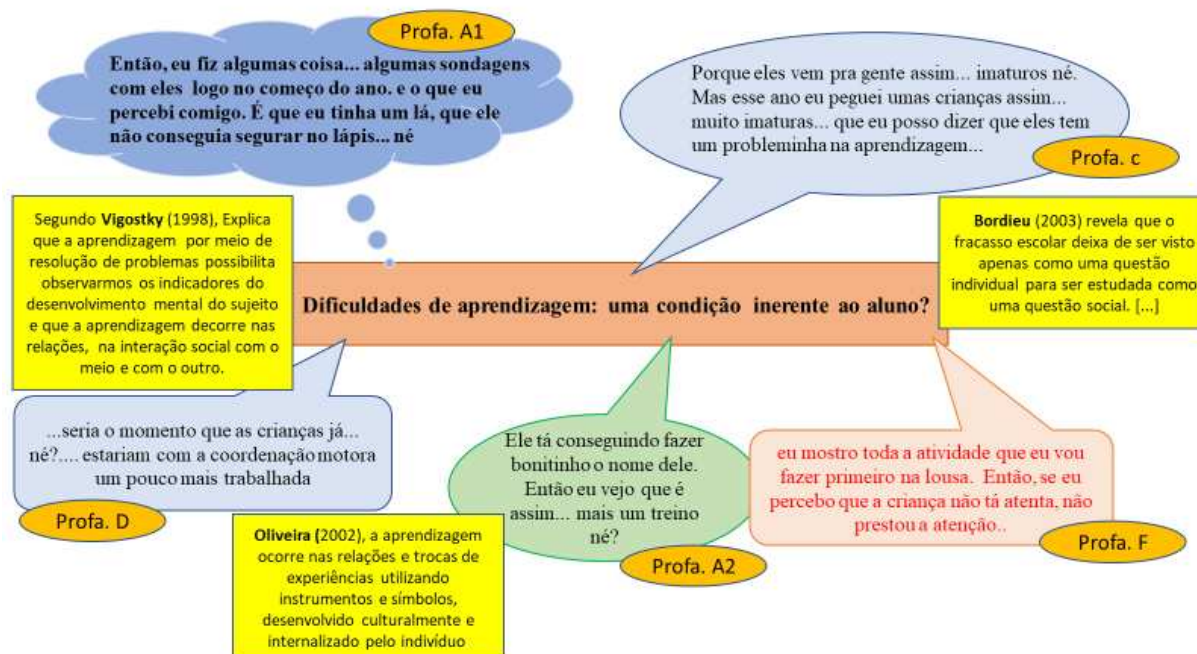 Profa. A1
Então, eu fiz algumas coisa... algumas sondagens
com eles logo no começo do ano. e o que eu
percebi comigo. É que eu tinha um lá, que ele
não conseguia segurar no lápis... né
Porque eles vem pra gente assim... imaturos né.
Mas esse ano eu peguei umas crianças assim...
muito imaturas... que eu posso dizer que eles tem
um probleminha na aprendizagem...
Profa. c
Segundo Vigostky (1998), Explica
que a aprendizagem por meio de
resolução de problemas possibilita
observarmos os indicadores do
desenvolvimento mental do sujeito
e que a aprendizagem decorre nas
relações, na interação social com o
meio e com o outro.
Bordieu (2003) revela que o
fracasso escolar deixa de ser visto
apenas como uma questão
individual para ser estudada como
uma questão social. [...]
Dificuldades de aprendizagem: uma condição inerente ao aluno?
...seria o momento que as crianças já...
né?.... estariam com a coordenação motora
um pouco mais trabalhada
Profa. D
Oliveira (2002), a aprendizagem
ocorre nas relações e trocas de
experiências utilizando
instrumentos e símbolos,
desenvolvido culturalmente e
internalizado pelo indivíduo
Ele tá conseguindo fazer
bonitinho o nome dele.
Então eu vejo que é
assim... mais um treino
né?
Profa. A2
eu mostro toda a atividade que eu vou
fazer primeiro na lousa. Então, se eu
percebo que a criança não tá atenta, não
prestou a atenção..
Profa. F